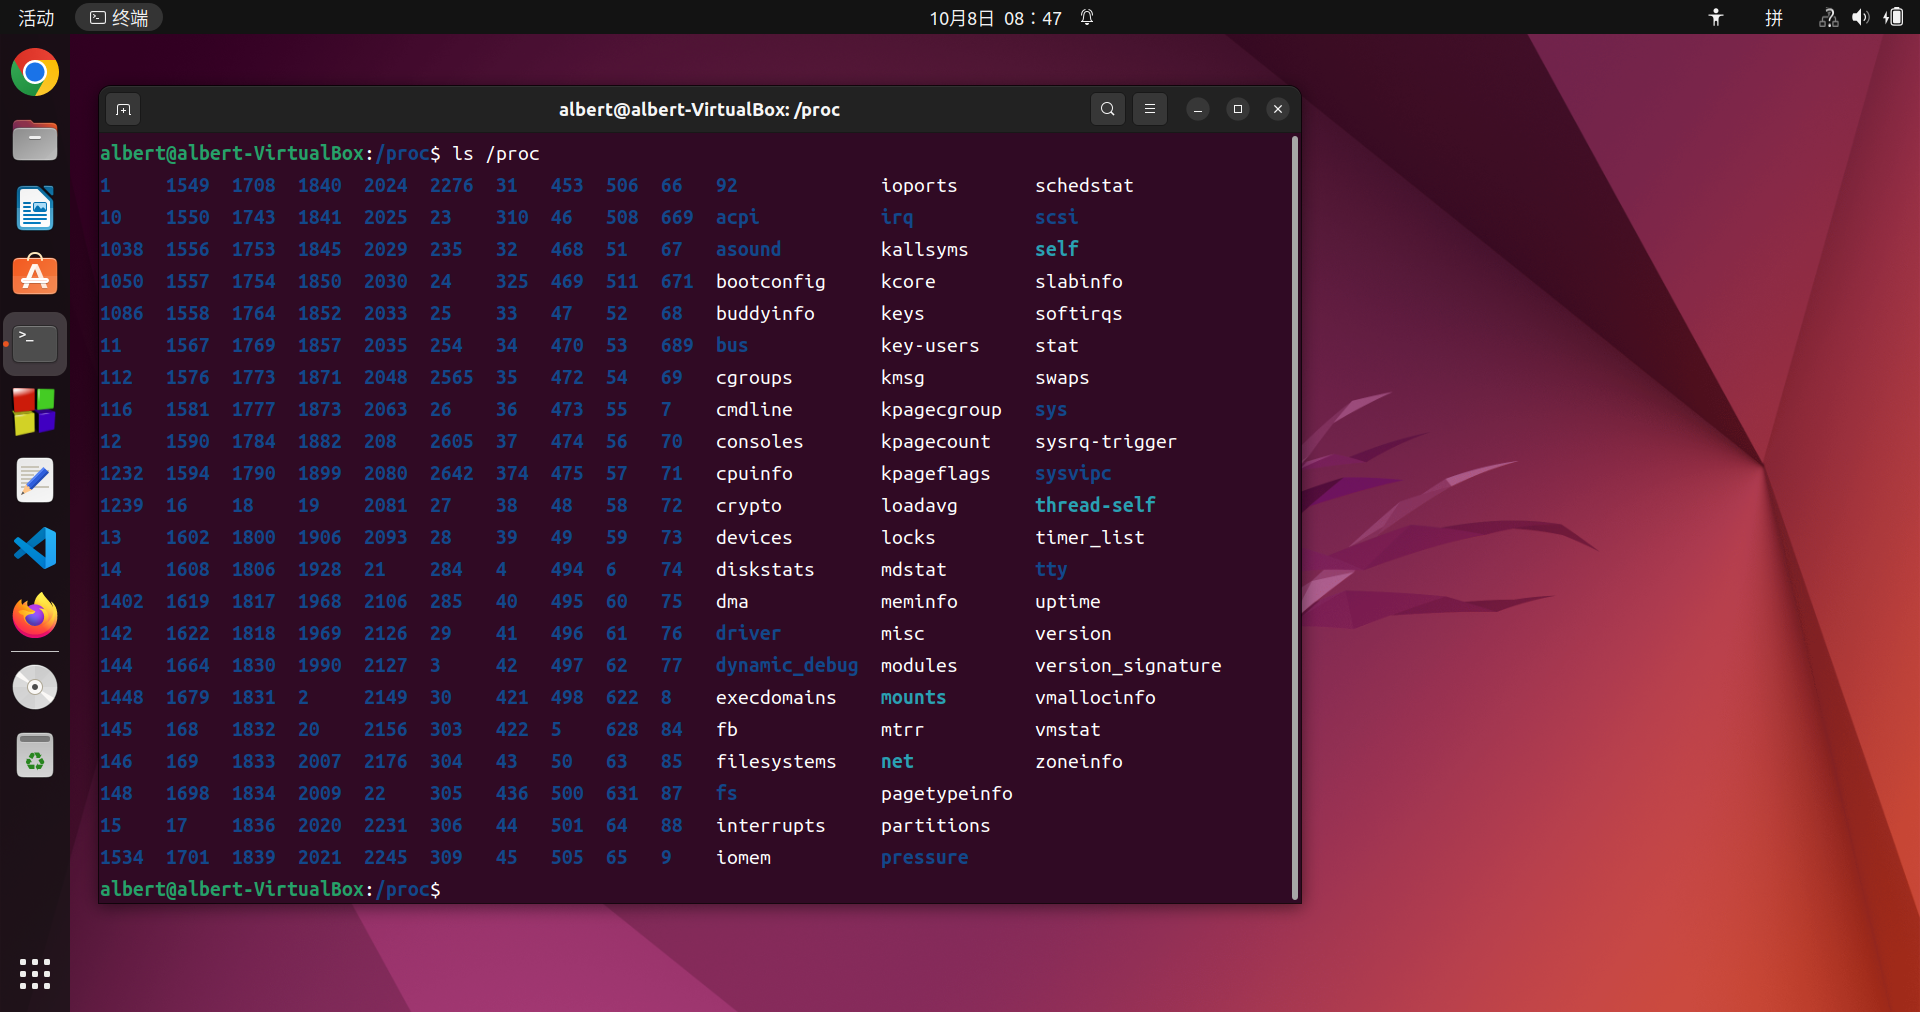 活动 终端 10月8日 08：47 拼
albert@albert-VirtualBox: /proc
albert@albert-VirtualBox:/proc$ ls /proc
1 1549 1708 1840 2024 2276 31 453 506 66 92 ioports schedstat
10 1550 1743 1841 2025 23 310 46 508 669 acpi irq scsi
1038 1556 1753 1845 2029 235 32 468 51 67 asound kallsyms self
1050 1557 1754 1850 2030 24 325 469 511 671 bootconfig kcore slabinfo
1086 1558 1764 1852 2033 25 33 47 52 68 buddyinfo keys softirqs
11 1567 1769 1857 2035 254 34 470 53 689 bus key-users stat
112 1576 1773 1871 2048 2565 35 472 54 69 cgroups kmsg swaps
116 1581 1777 1873 2063 26 36 473 55 7 cmdline kpagecgroup sys
12 1590 1784 1882 208 2605 37 474 56 70 consoles kpagecount sysrq-trigger
1232 1594 1790 1899 2080 2642 374 475 57 71 cpuinfo kpageflags sysvipc
1239 16 18 19 2081 27 38 48 58 72 crypto loadavg thread-self
13 1602 1800 1906 2093 28 39 49 59 73 devices locks timer_list
14 1608 1806 1928 21 284 4 494 6 74 diskstats mdstat tty
1402 1619 1817 1968 2106 285 40 495 60 75 dma meminfo uptime
142 1622 1818 1969 2126 29 41 496 61 76 driver misc version
144 1664 1830 1990 2127 3 42 497 62 77 dynamic_debug modules version_signature
1448 1679 1831 2 2149 30 421 498 622 8 execdomains mounts vmallocinfo
145 168 1832 20 2156 303 422 5 628 84 fb mtrr vmstat
146 169 1833 2007 2176 304 43 50 63 85 filesystems net zoneinfo
148 1698 1834 2009 22 305 436 500 631 87 fs pagetypeinfo
15 17 1836 2020 2231 306 44 501 64 88 interrupts partitions
1534 1701 1839 2021 2245 309 45 505 65 9 iomem pressure
albert@albert-VirtualBox:/proc$